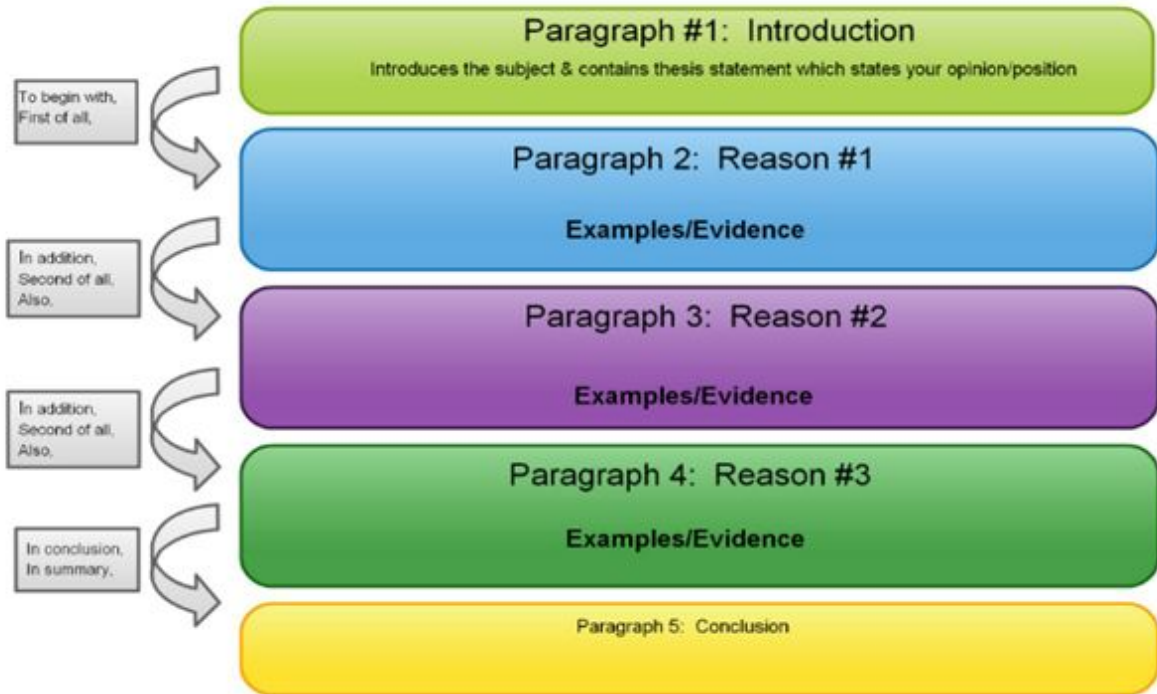 Paragraph #1:  Introduction
Introduces the subject & contains thesis statement which states your opinion/position
To begin with,
First of all,
Paragraph 2:  Reason #1
Examples/Evidence
In addition,
Second of all,
Also,
Paragraph 3:  Reason #2
Examples/Evidence
In addition,
Second of all,
Also,
Paragraph 4:  Reason #3
Examples/Evidence
In conclusion,
In summary,
Paragraph 5:  Conclusion